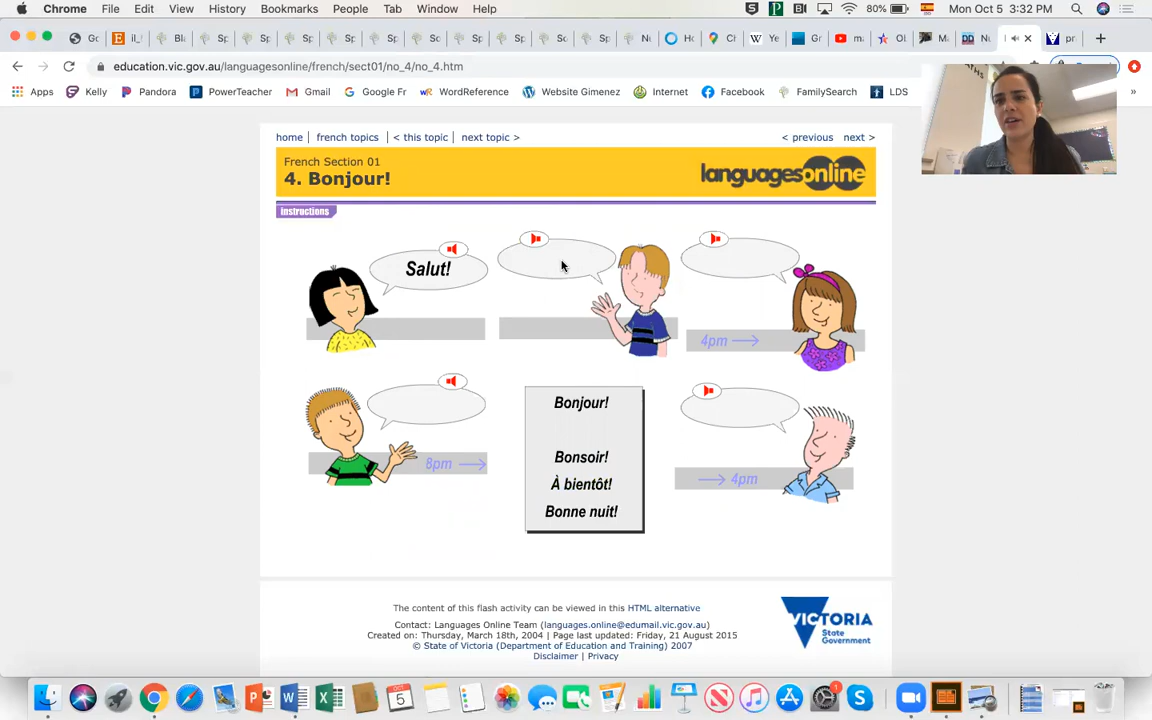 Chrome File Edit View History Bookmarks People Tab Window Help 80% Mon Oct 5 3:32 PM
education.vic.gov.au/languagesonline/french/sect01/no_4/no_4.htm
Apps Kelly Pandora PowerTeacher Gmail Google Fr WordReference Website Gimenez Internet Facebook FamilySearch LDS »
home | french topics | < this topic | next topic > < previous next >
French Section 01
4. Bonjour!
languagesonline
instructions
Salut!
4pm
8pm
Bonjour!
Bonsoir!
À bientôt!
Bonne nuit!
4pm
The content of this flash activity can be viewed in this HTML alternative
Contact: Languages Online Team (languages.online@edumail.vic.gov.au)
Created on: Thursday, March 18th, 2004 | Page last updated: Friday, 21 August 2015
© State of Victoria (Department of Education and Training) 2007
Disclaimer | Privacy
VICTORIA
State
Government